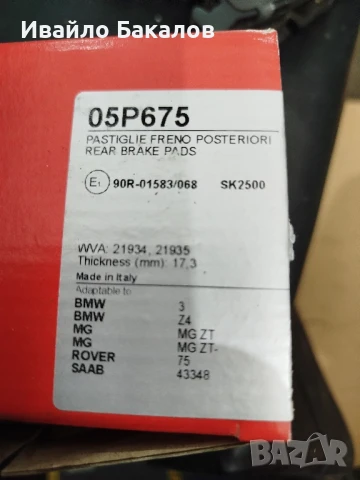 Ивайло Бакалов
05P675
PASTIGLIE FRENO POSTERIORI
REAR BRAKE PADS
E1 90R-01583/068 SK2500
WVA: 21934, 21935
Thickness (mm): 17,3
Made in Italy
Adaptable to
BMW 3
BMW Z4
MG MG ZT
MG MG ZT-
ROVER 75
SAAB 43348
BAZAR